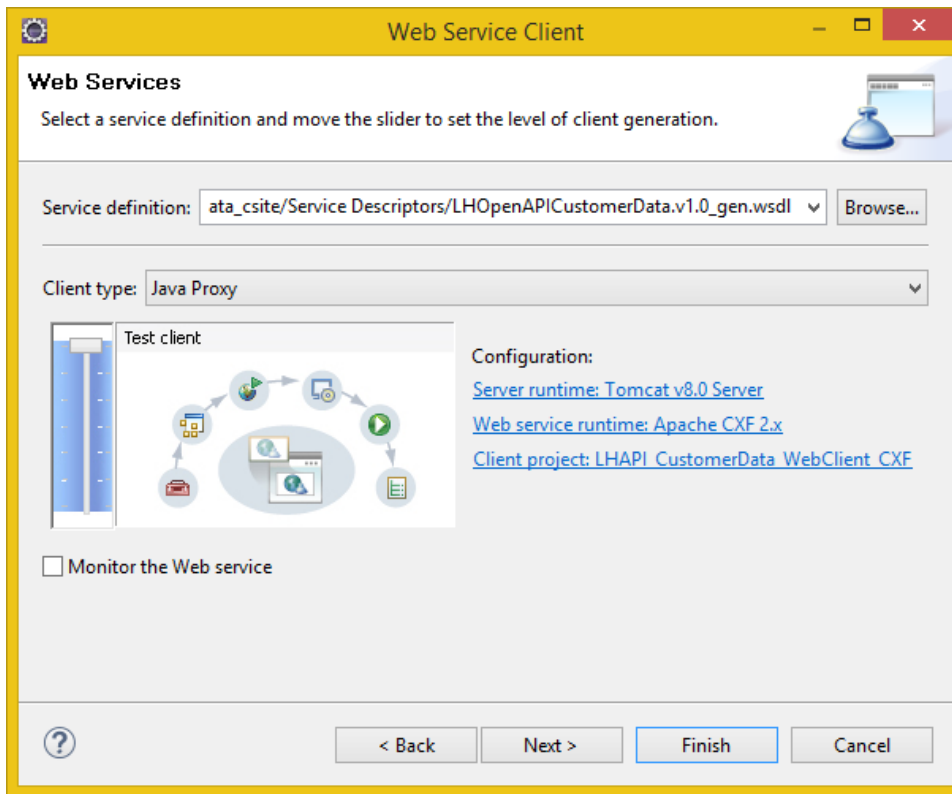 Web Service Client
Web Services
Select a service definition and move the slider to set the level of client generation.
Service definition: ata_csite/Service Descriptors/LHOpenAPICustomerData.v1.0_gen.wsdl Browse...
Client type: Java Proxy
Test client
Configuration:
Server runtime: Tomcat v8.0 Server
Web service runtime: Apache CXF 2.x
Client project: LHAPI_CustomerData_WebClient_CXF
Monitor the Web service
? < Back Next > Finish Cancel